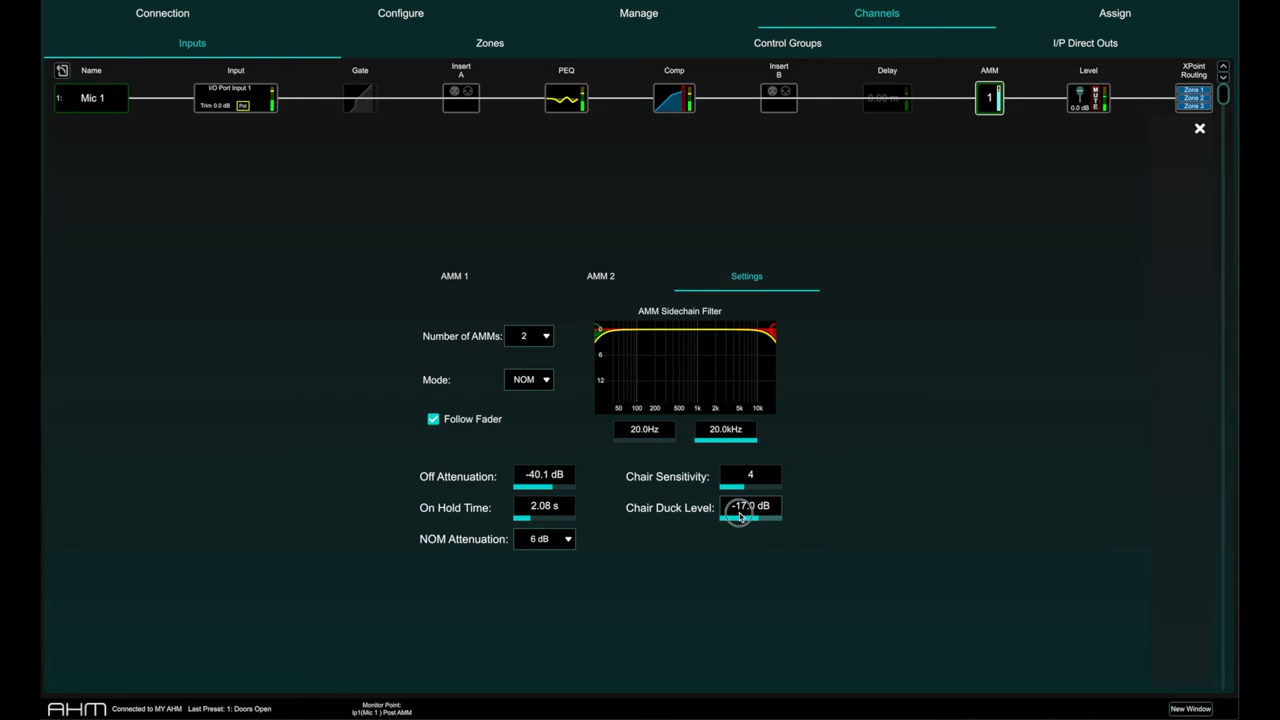 Connection Configure Manage Channels Assign
Inputs Zones Control Groups I/P Direct Outs
Name Input Gate Insert A PEQ Comp Insert B Delay AMM Level XPoint Routing
1: Mic 1
I/O Port Input 1
Trim 0.0 dB Pol
0.00 m
1
MUTE
0.0 dB
Zone 1
Zone 2
Zone 3
AMM 1 AMM 2 Settings
AMM Sidechain Filter
Number of AMMs: 2
0
6
12
50 100 200 500 1k 2k 5k 10k
Mode: NOM
Follow Fader
20.0Hz 20.0kHz
Off Attenuation: -40.1 dB Chair Sensitivity: 4
On Hold Time: 2.08 s Chair Duck Level: -17.0 dB
NOM Attenuation: 6 dB
AHM Connected to MY AHM Last Preset: 1: Doors Open
Monitor Point:
Ip1(Mic 1 ) Post AMM
New Window